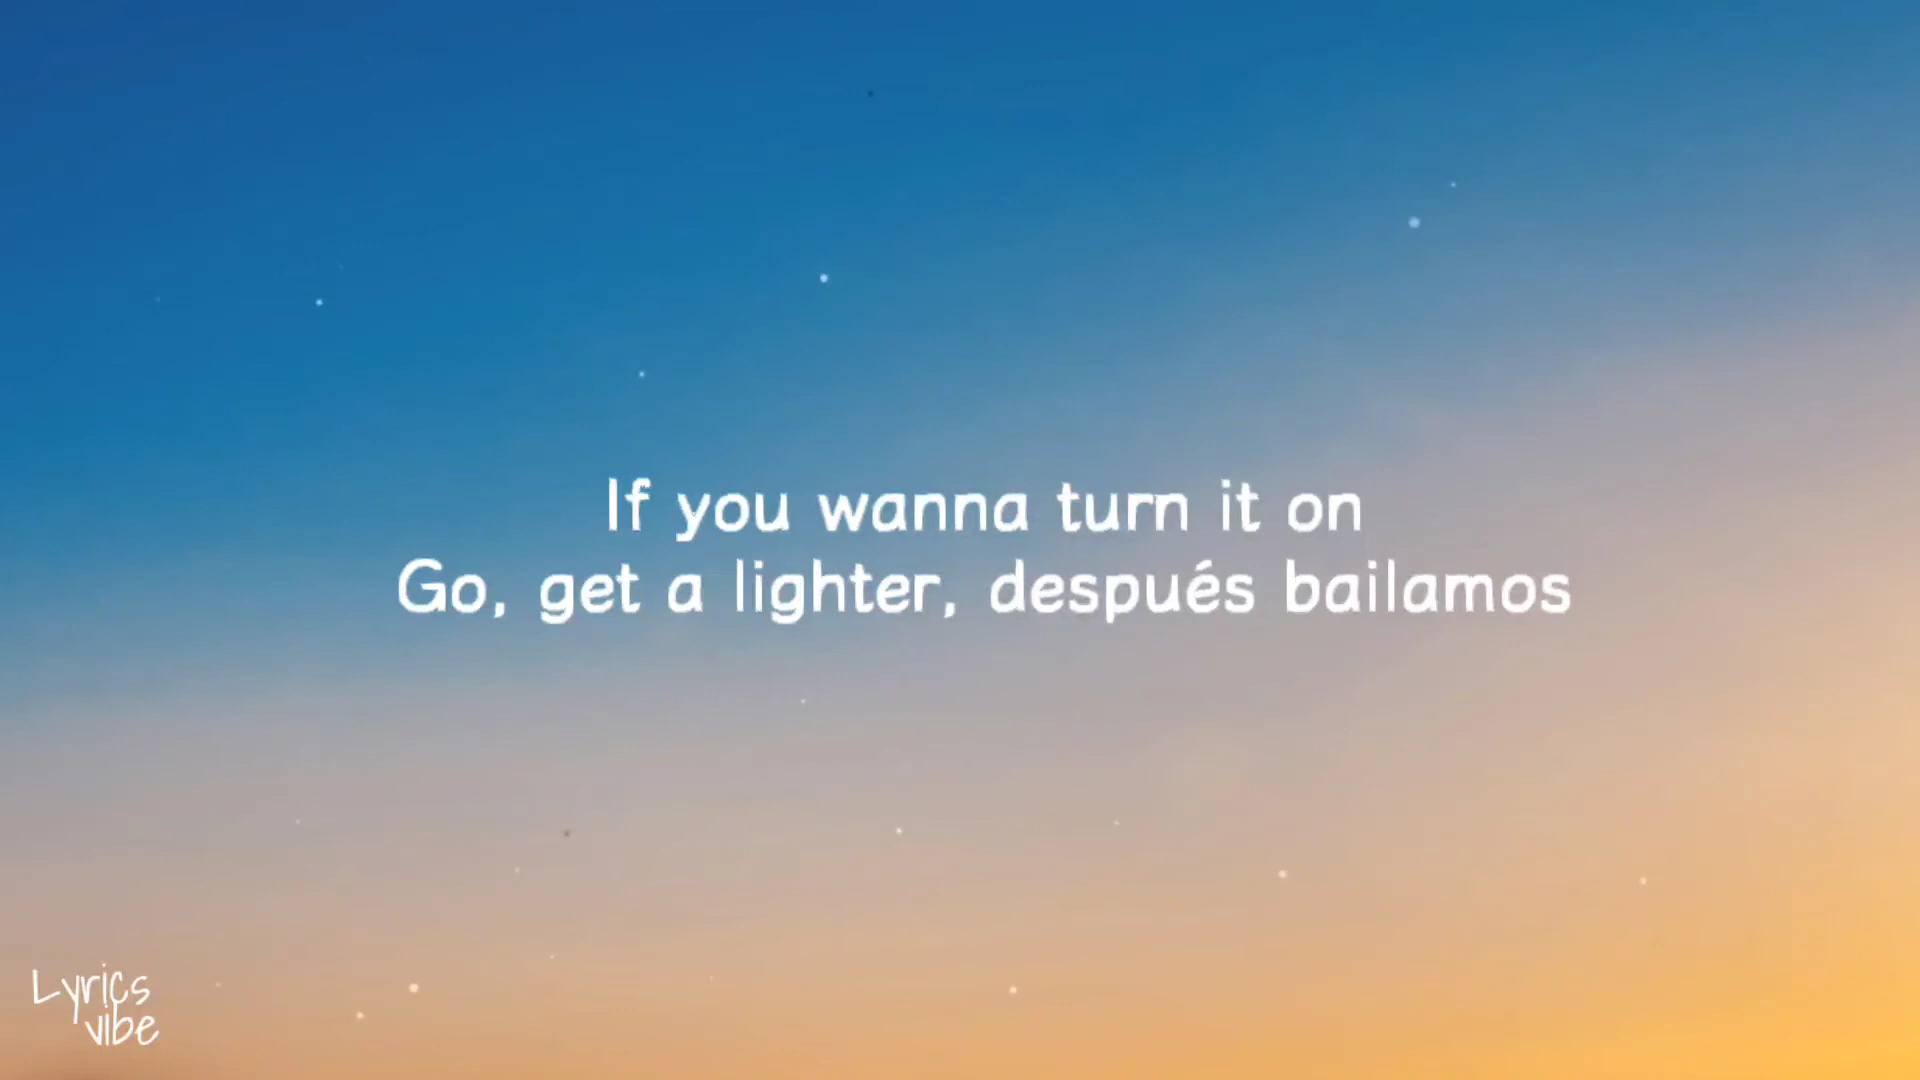 If you wanna turn it on
Go, get a lighter, después bailamos
Lyrics
vibe